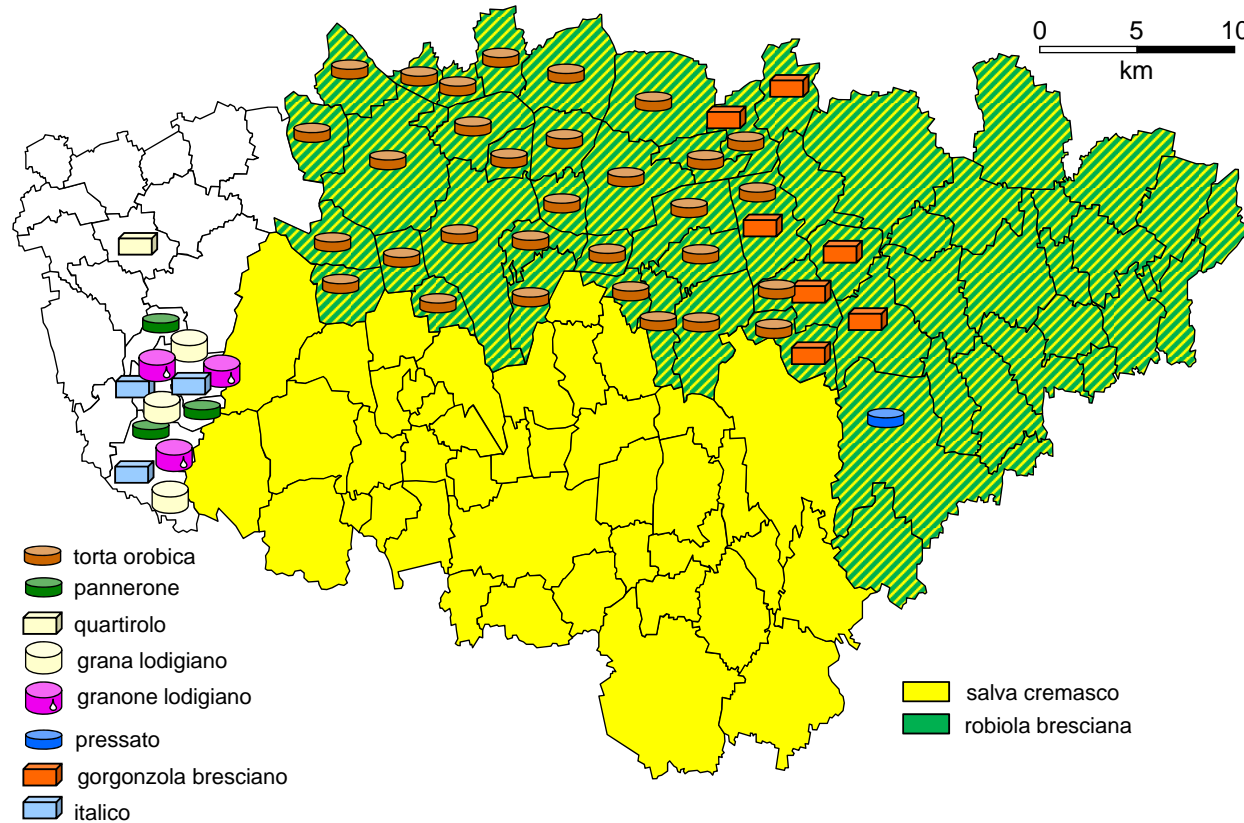 0 5 10
km
torta orobica
pannerone
quartirolo
grana lodigiano
granone lodigiano
pressato
gorgonzola bresciano
italico
salva cremasco
robiola bresciana